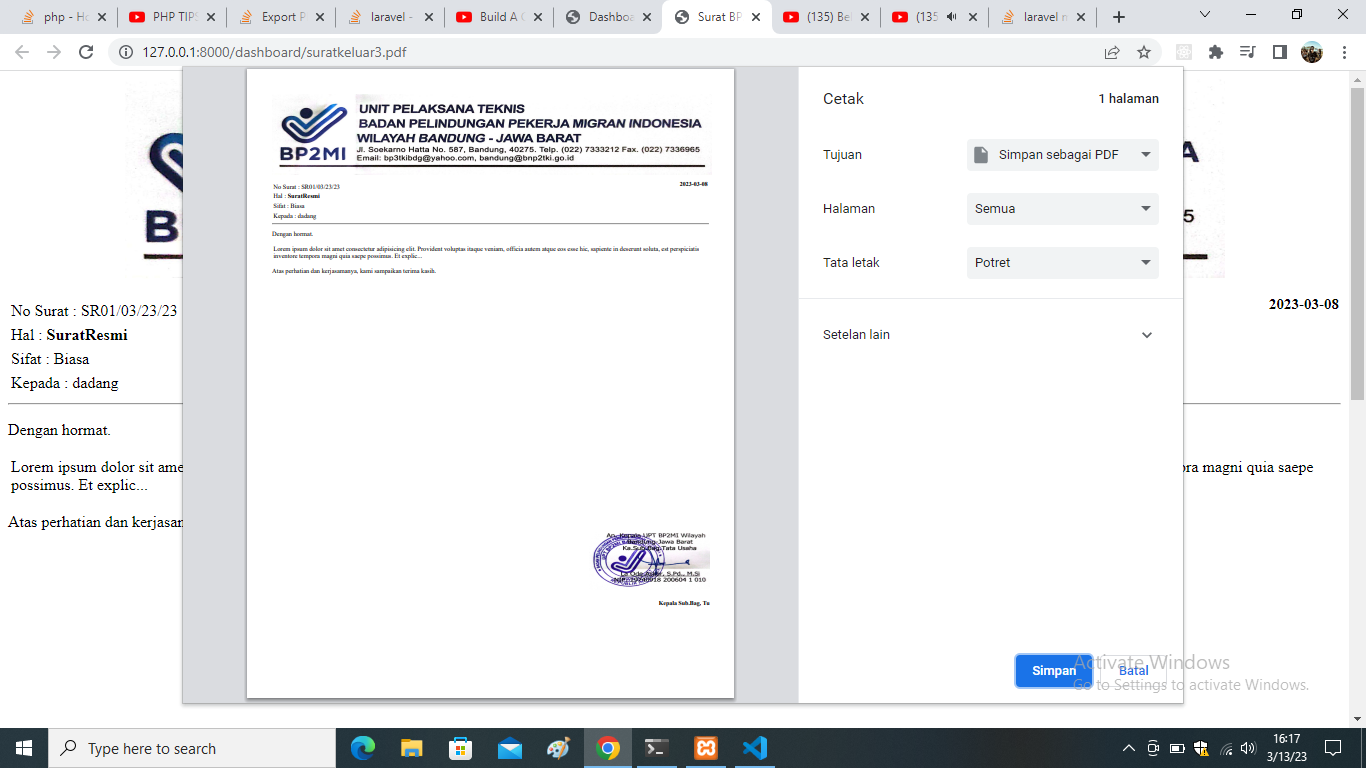 php - Ho
PHP TIPS
Export P
laravel -
Build A C
Dashboa
Surat BP
(135) Bel
(135
laravel n
127.0.0.1:8000/dashboard/suratkeluar3.pdf
UNIT PELAKSANA TEKNIS
BADAN PELINDUNGAN PEKERJA MIGRAN INDONESIA
WILAYAH BANDUNG - JAWA BARAT
BP2MI
Jl. Soekarno Hatta No. 587, Bandung, 40275. Telp. (022) 7333212 Fax. (022) 7336965
Email: bp3tkibdg@yahoo.com, bandung@bnp2tki.go.id
No Surat : SR01/03/23/23
2023-03-08
Hal : SuratResmi
Sifat : Biasa
Kepada : dadang
Dengan hormat.
Lorem ipsum dolor sit amet consectetur adipisicing elit. Provident voluptas itaque veniam, officia autem atque eos esse hic, sapiente in deserunt soluta, est perspiciatis
inventore tempora magni quia saepe possimus. Et explic...
Atas perhatian dan kerjasamanya, kami sampaikan terima kasih.
An. Kepala UPT BP2MI Wilayah
Bandung Jawa Barat
Ka.Sub.Bag Tata Usaha
S.Pd., M.Si
200604 1 010
Kepala Sub.Bag, Tu
Cetak
1 halaman
Tujuan
Simpan sebagai PDF
Halaman
Semua
Tata letak
Potret
Setelan lain
Simpan
Batal
B
A
5
No Surat : SR01/03/23/23
2023-03-08
Hal : SuratResmi
Sifat : Biasa
Kepada : dadang
Dengan hormat.
Lorem ipsum dolor sit ame
ora magni quia saepe
possimus. Et explic...
Atas perhatian dan kerjasar
Activate Windows
Go to Settings to activate Windows.
Type here to search
16:17
3/13/23